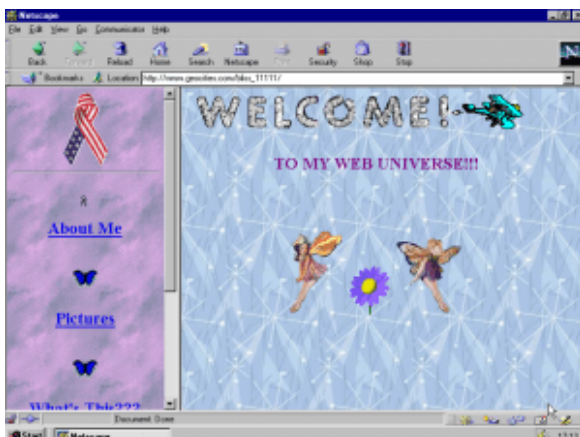 Netscape
File Edit View Go Communicator Help
Back Forward Reload Home Search Netscape Print Security Shop Stop
Bookmarks Location
WELCOME!
TO MY WEB UNIVERSE!!!
About Me
Pictures
What's This???
Document: Done
Start Netscape